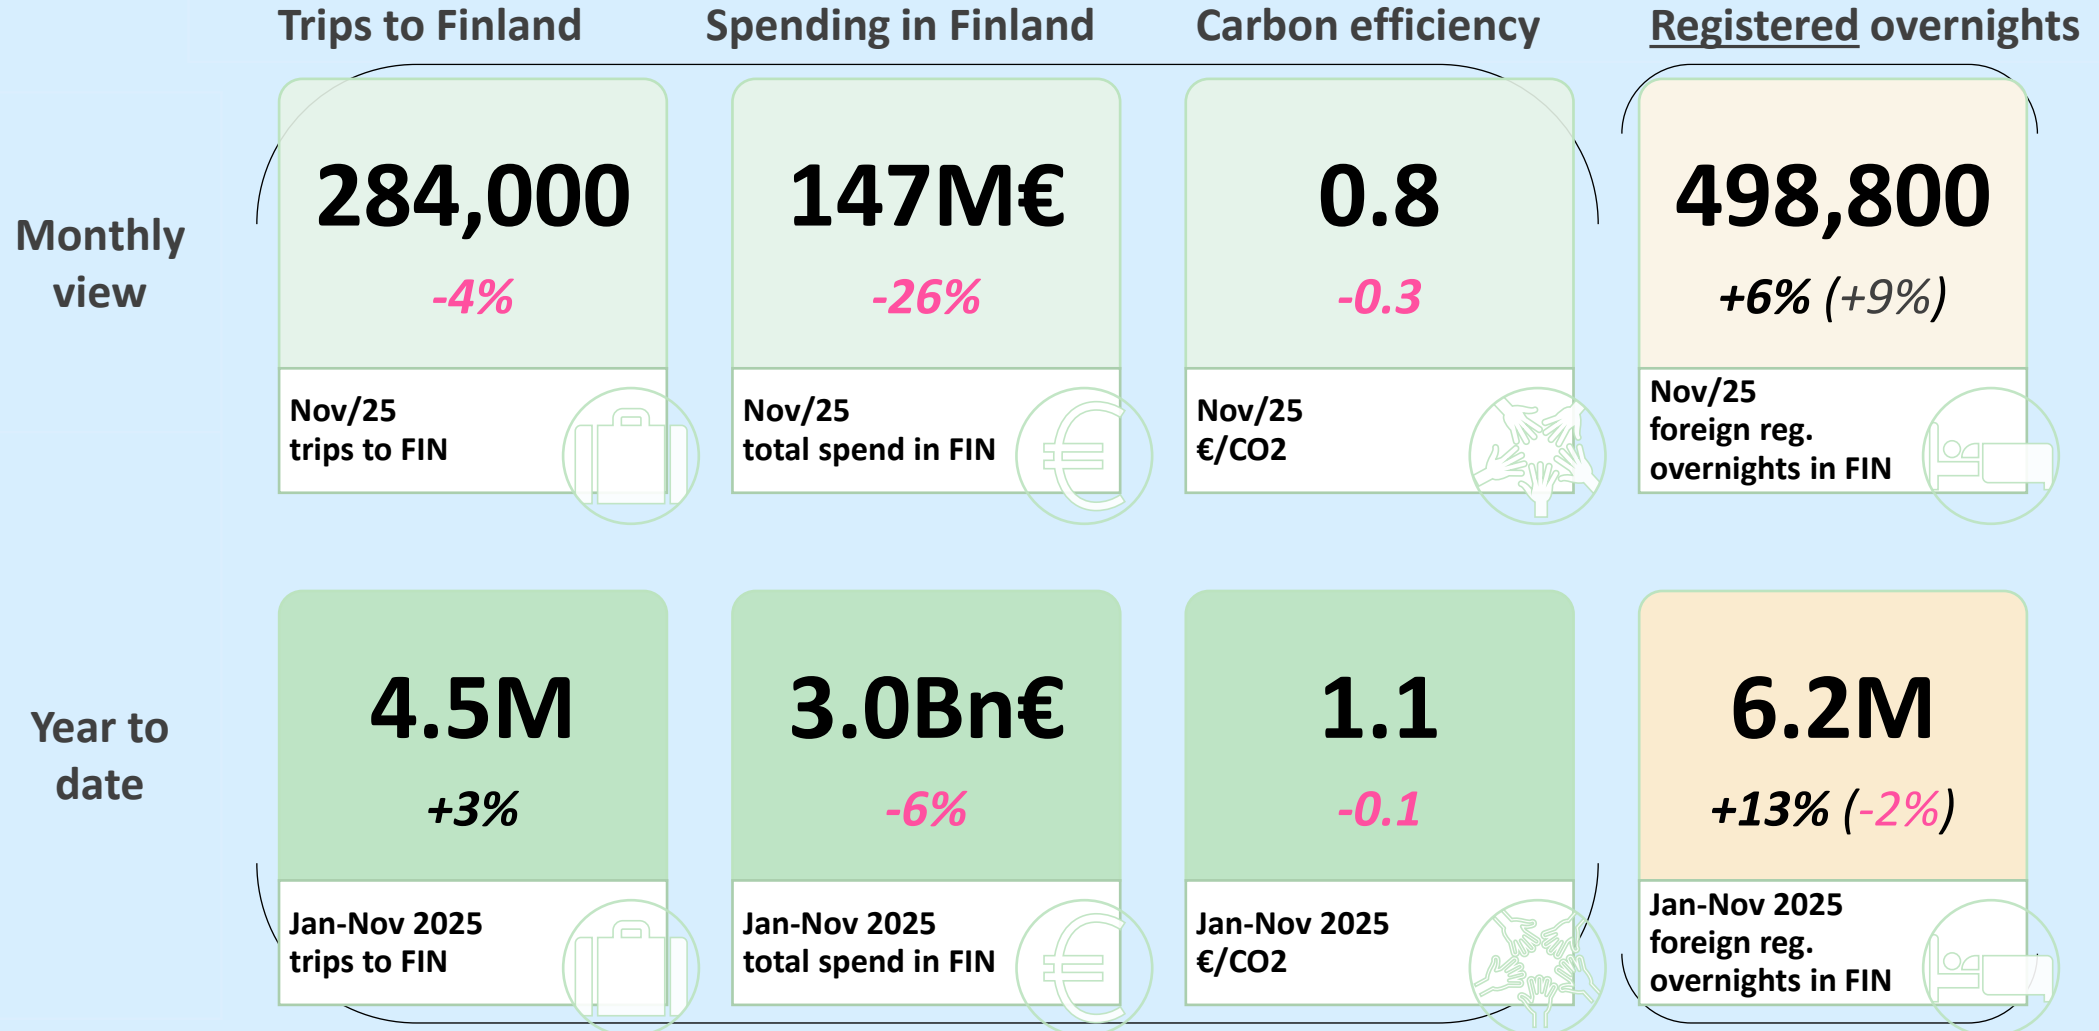 Trips to Finland
Spending in Finland
Carbon efficiency
Registered overnights
Monthly
view
284,000
-4%
Nov/25
trips to FIN
147M€
-26%
Nov/25
total spend in FIN
0.8
-0.3
Nov/25
€/CO2
498,800
+6% (+9%)
Nov/25
foreign reg.
overnights in FIN
Year to
date
4.5M
+3%
Jan-Nov 2025
trips to FIN
3.0Bn€
-6%
Jan-Nov 2025
total spend in FIN
1.1
-0.1
Jan-Nov 2025
€/CO2
6.2M
+13% (-2%)
Jan-Nov 2025
foreign reg.
overnights in FIN